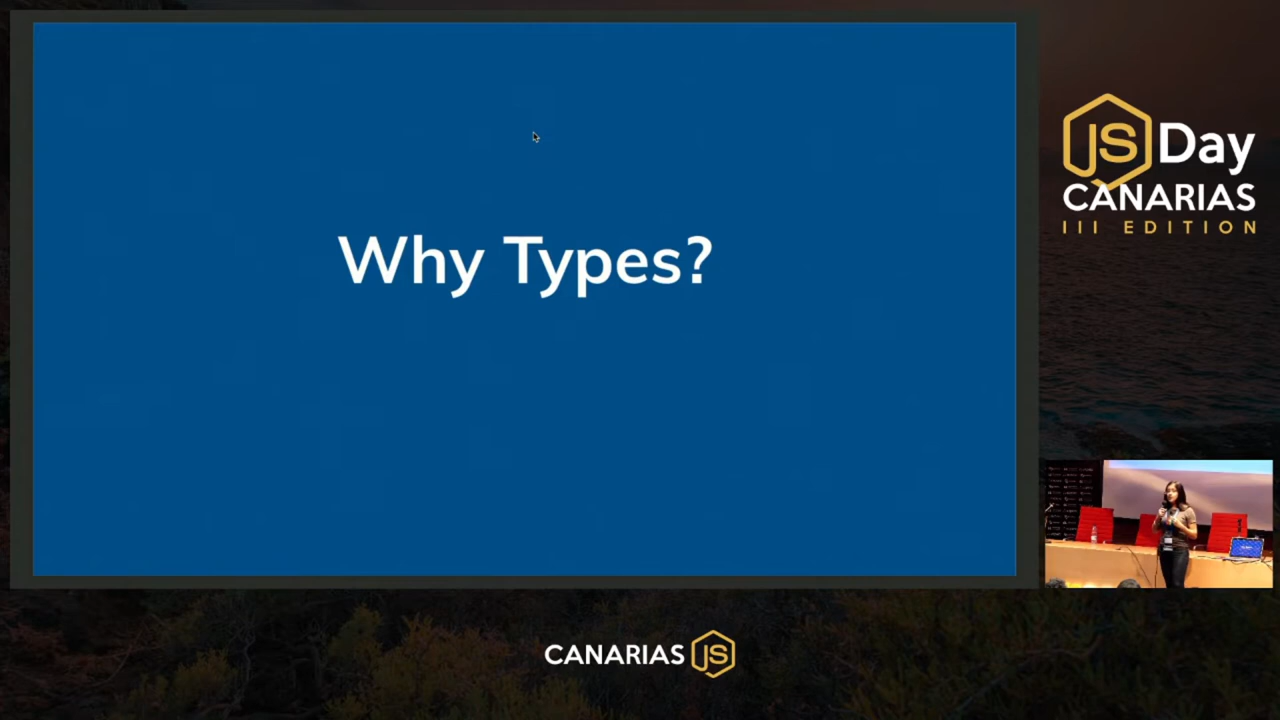 Why Types?
JS Day
CANARIAS
III EDITION
CANARIAS JS